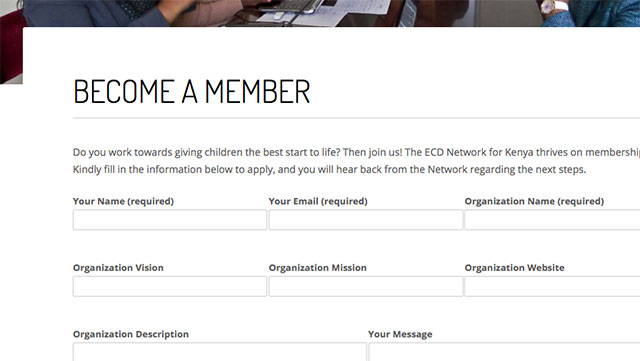 BECOME A MEMBER
Do you work towards giving children the best start to life? Then join us! The ECD Network for Kenya thrives on membership
Kindly fill in the information below to apply, and you will hear back from the Network regarding the next steps.
Your Name (required) Your Email (required) Organization Name (required)
Organization Vision Organization Mission Organization Website
Organization Description Your Message